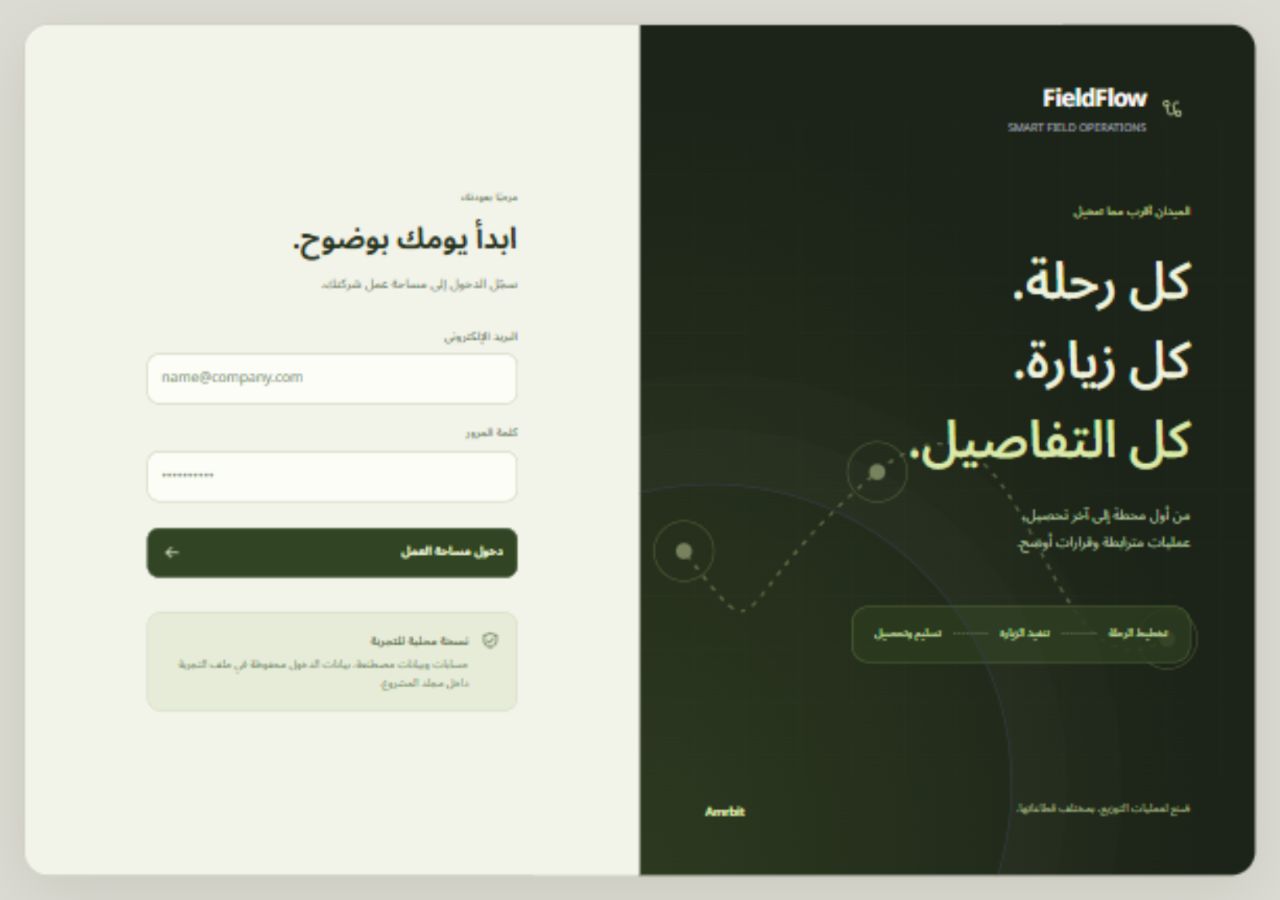 FieldFlow
SMART FIELD OPERATIONS
الميدان أقرب مما تتخيل
كل رحلة.
كل زيارة.
كل التفاصيل.
من أول محطة إلى آخر تحصيل،
عمليات مترابطة وقرارات أوضح.
تخطيط الرحلة
تنفيذ الزيارة
تسليم وتحصيل
صُنع لعمليات التوزيع، بمختلف قطاعاتها.
Amrbit
مرحبًا بعودتك
ابدأ يومك بوضوح.
سجّل الدخول إلى مساحة عمل شركتك.
البريد الإلكتروني
name@company.com
كلمة المرور
دخول مساحة العمل
نسخة محلية للتجربة
حسابات وبيانات مصطنعة. بيانات الدخول محفوظة في ملف التجربة
داخل مجلد المشروع.